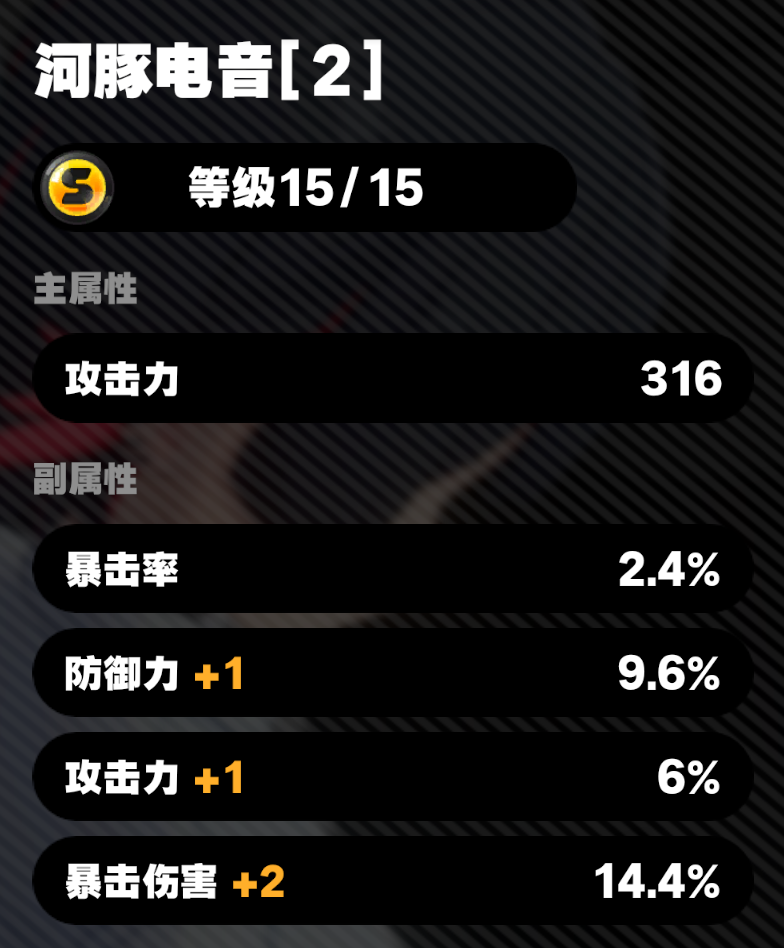 河豚电音[2]
S 等级15/15
主属性
攻击力 316
副属性
暴击率 2.4%
防御力 +1 9.6%
攻击力 +1 6%
暴击伤害 +2 14.4%